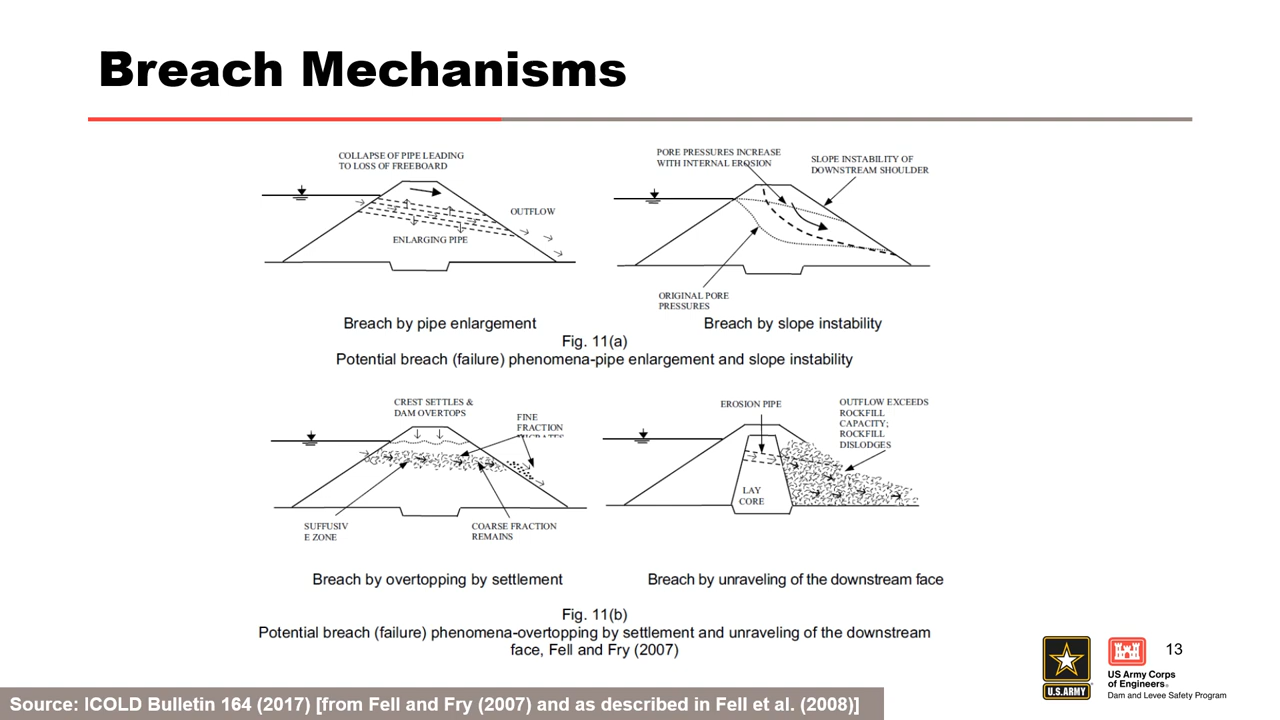 Breach Mechanisms
COLLAPSE OF PIPE LEADING
TO LOSS OF FREEBOARD
OUTFLOW
ENLARGING PIPE
PORE PRESSURES INCREASE
WITH INTERNAL EROSION
SLOPE INSTABILITY OF
DOWNSTREAM SHOULDER
ORIGINAL PORE
PRESSURES
Breach by pipe enlargement
Breach by slope instability
Fig. 11(a)
Potential breach (failure) phenomena-pipe enlargement and slope instability
CREST SETTLES &
DAM OVERTOPS
FINE
FRACTION
MIGRATES
SUFFUSIV
E ZONE
COARSE FRACTION
REMAINS
EROSION PIPE
OUTFLOW EXCEEDS
ROCKFILL
CAPACITY;
ROCKFILL
DISLODGES
LAY
CORE
Breach by overtopping by settlement
Breach by unraveling of the downstream face
Fig. 11(b)
Potential breach (failure) phenomena-overtopping by settlement and unraveling of the downstream
face, Fell and Fry (2007)
U.S.ARMY
13
US Army Corps
of Engineers®
Dam and Levee Safety Program
Source: ICOLD Bulletin 164 (2017) [from Fell and Fry (2007) and as described in Fell et al. (2008)]